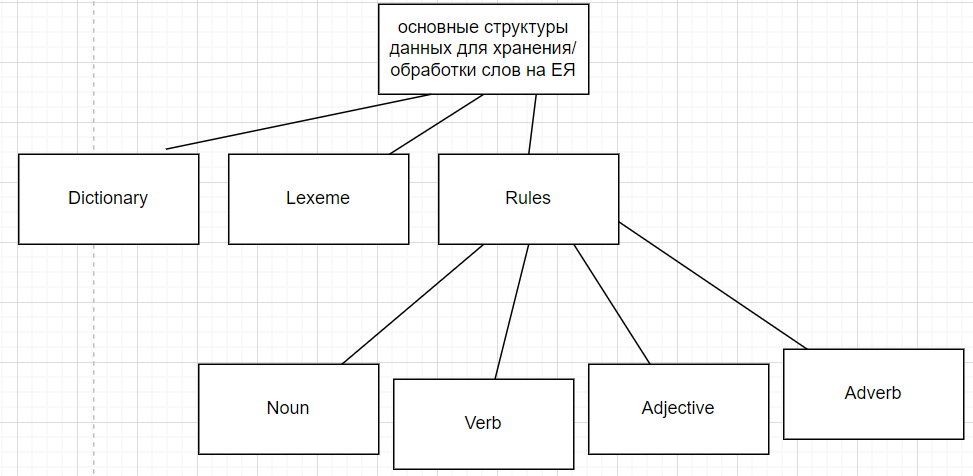 основные структуры
данных для хранения/
обработки слов на ЕЯ
Dictionary
Lexeme
Rules
Noun
Verb
Adjective
Adverb